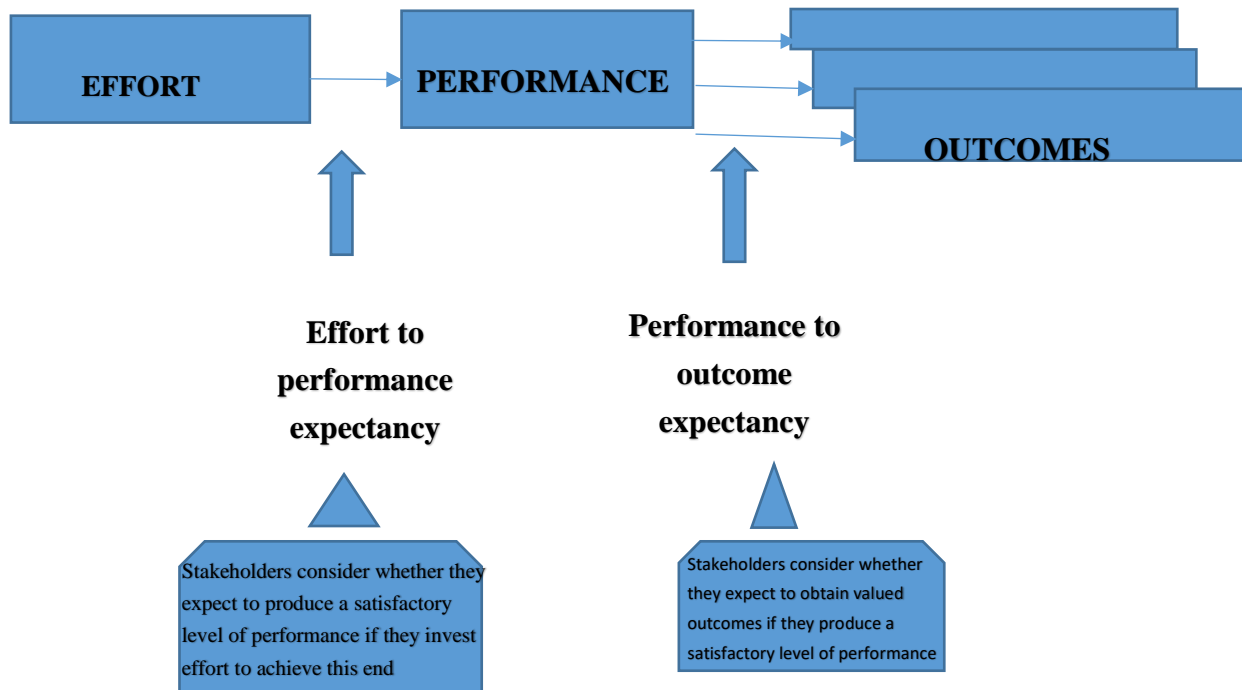 EFFORT
PERFORMANCE
OUTCOMES
Effort to
performance
expectancy
Performance to
outcome
expectancy
Stakeholders consider whether they
expect to produce a satisfactory
level of performance if they invest
effort to achieve this end
Stakeholders consider whether
they expect to obtain valued
outcomes if they produce a
satisfactory level of performance